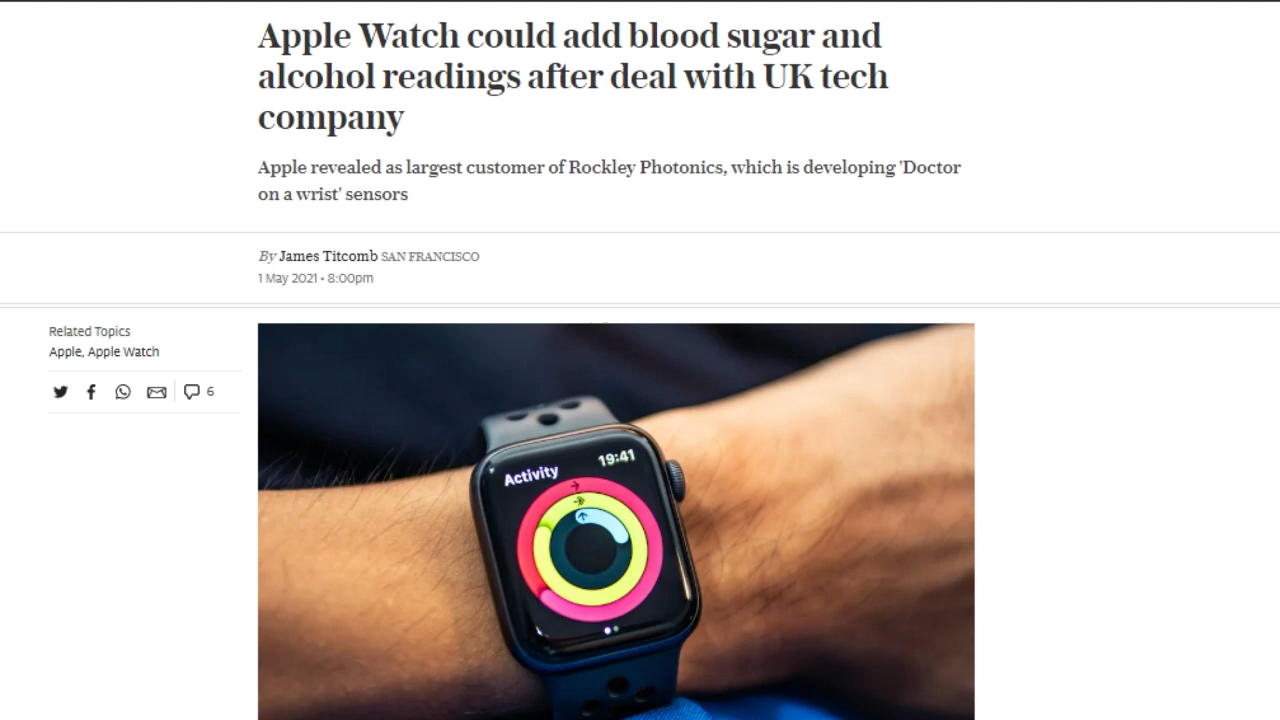 Apple Watch could add blood sugar and
alcohol readings after deal with UK tech
company
Apple revealed as largest customer of Rockley Photonics, which is developing 'Doctor
on a wrist' sensors
By James Titcomb SAN FRANCISCO
1 May 2021 • 8:00pm
Related Topics
Apple, Apple Watch
6
Activity
19:41